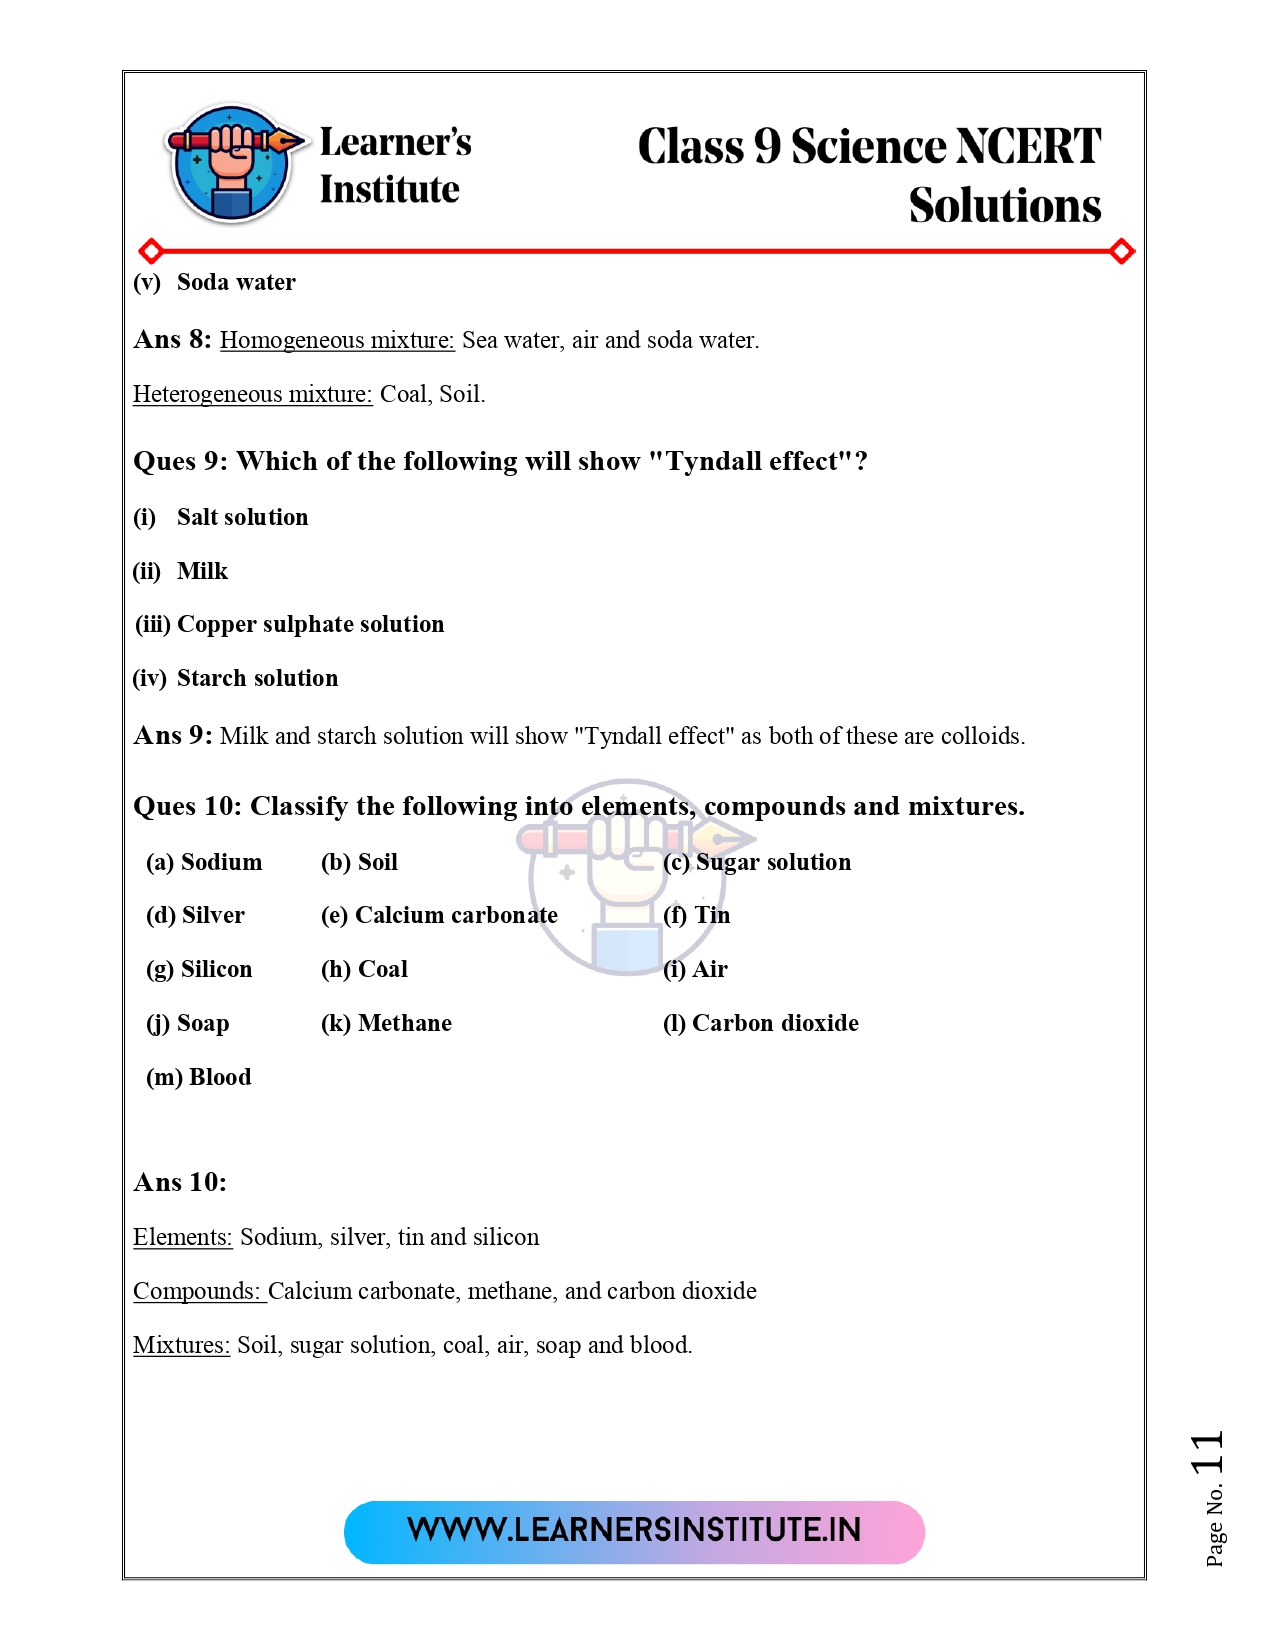 Learner's
Institute
Class 9 Science NCERT
Solutions
(v) Soda water
Ans 8: Homogeneous mixture: Sea water, air and soda water.
Heterogeneous mixture: Coal, Soil.
Ques 9: Which of the following will show "Tyndall effect"?
(i) Salt solution
(ii) Milk
(iii) Copper sulphate solution
(iv) Starch solution
Ans 9: Milk and starch solution will show "Tyndall effect" as both of these are colloids.
Ques 10: Classify the following into elements, compounds and mixtures.
(a) Sodium (b) Soil (c) Sugar solution
(d) Silver (e) Calcium carbonate (f) Tin
(g) Silicon (h) Coal (i) Air
(j) Soap (k) Methane (l) Carbon dioxide
(m) Blood
Ans 10:
Elements: Sodium, silver, tin and silicon
Compounds: Calcium carbonate, methane, and carbon dioxide
Mixtures: Soil, sugar solution, coal, air, soap and blood.
Page No. 11
WWW.LEARNERSINSTITUTE.IN